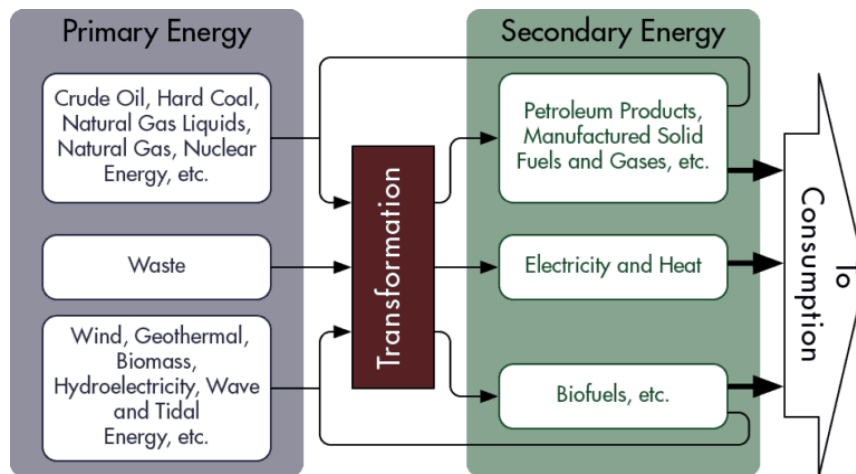 Primary Energy
Crude Oil, Hard Coal,
Natural Gas Liquids,
Natural Gas, Nuclear
Energy, etc.
Waste
Wind, Geothermal,
Biomass,
Hydroelectricity, Wave
and Tidal
Energy, etc.
Transformation
Secondary Energy
Petroleum Products,
Manufactured Solid
Fuels and Gases, etc.
Electricity and Heat
Biofuels, etc.
To
Consumption